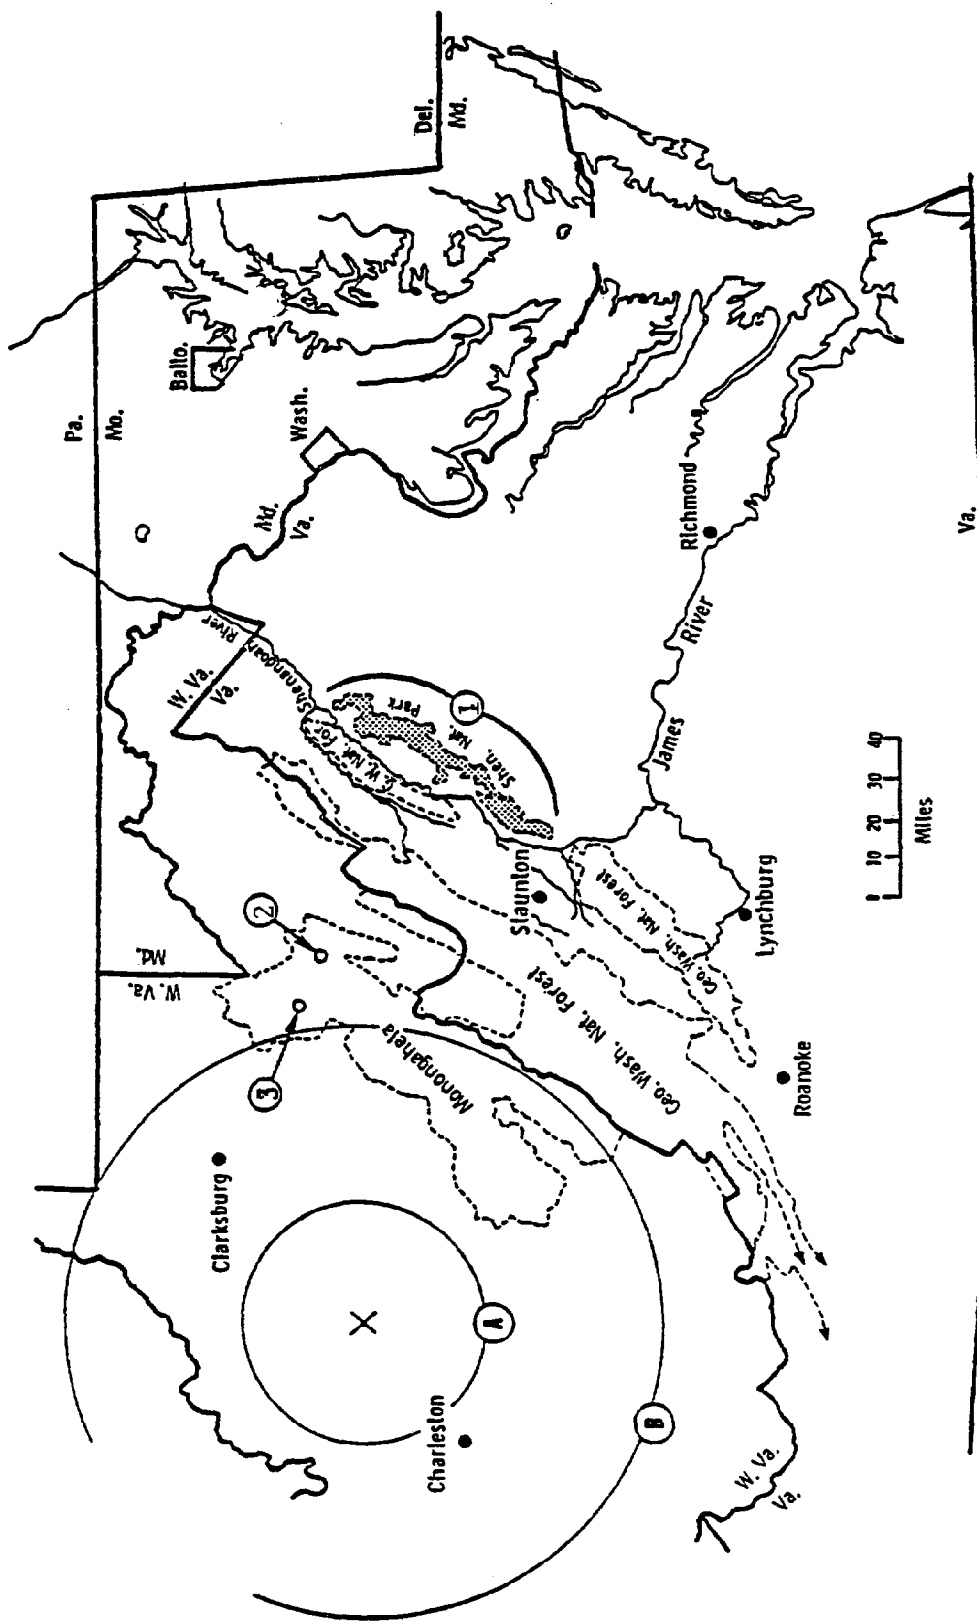 Pa.
Mo.
Balto.
Wash.
Del.
Md.
Md.
Va.
W. Va.
Va.
Shenandoah
River
G. W. Nat. For.
Shen.
Nat.
Park
1
Md.
W. Va.
2
3
Clarksburg
Monongahela
Staunton
Geo. Wash. Nat. Forest
Geo. Wash. Nat. Forest
Richmond
James
River
Lynchburg
Roanoke
X
A
B
Charleston
W. Va.
Va.
Va.
0 10 20 30 40
Miles